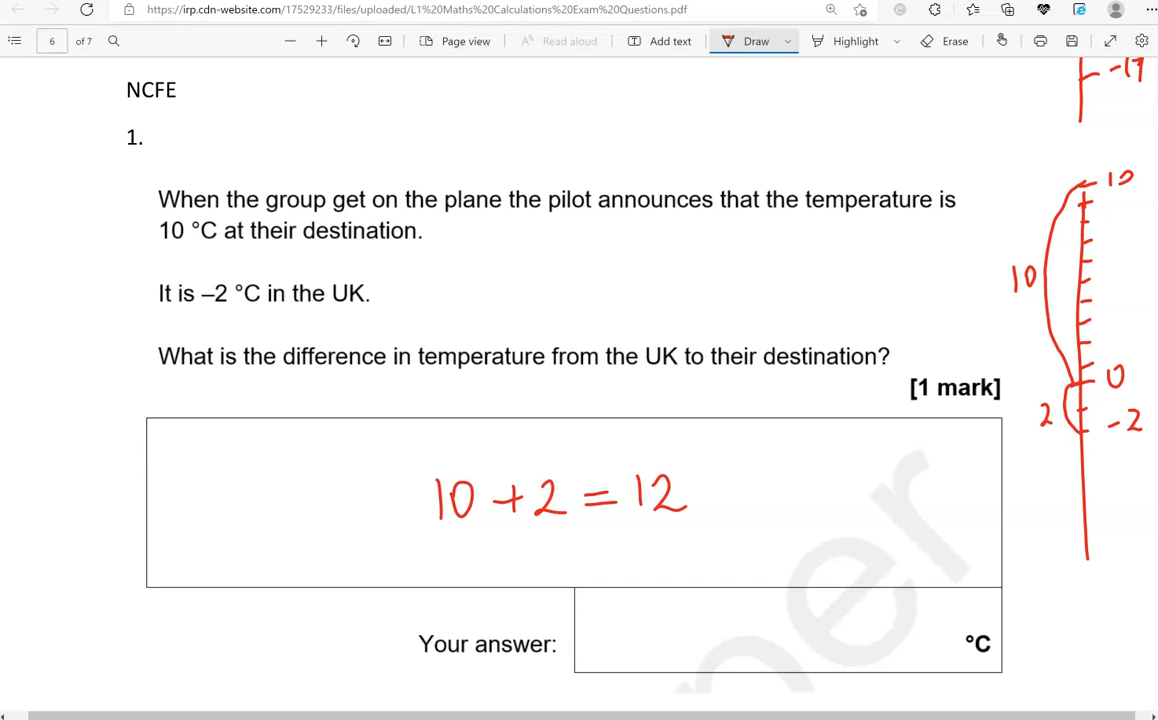 https://irp.cdn-website.com/17529233/files/uploaded/L1%20Maths%20Calculations%20Exam%20Questions.pdf
6 of 7 Page view Read aloud Add text Draw Highlight Erase
NCFE
1.
When the group get on the plane the pilot announces that the temperature is
10 °C at their destination.
It is –2 °C in the UK.
What is the difference in temperature from the UK to their destination?
[1 mark]
10
10
0
2
-2
10 + 2 = 12
Your answer:
°C